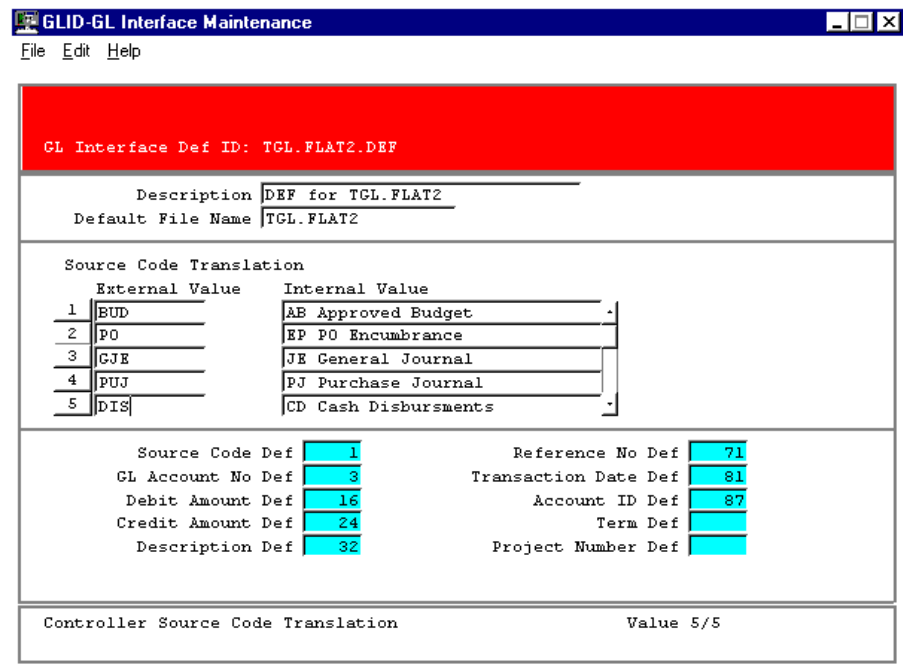 GLID-GL Interface Maintenance
File Edit Help
GL Interface Def ID: TGL.FLAT2.DEF
Description DEF for TGL.FLAT2
Default File Name TGL.FLAT2
Source Code Translation
External Value Internal Value
1 BUD AB Approved Budget
2 PO EP PO Encumbrance
3 GJE JE General Journal
4 PUJ PJ Purchase Journal
5 DIS CD Cash Disbursments
Source Code Def 1 Reference No Def 71
GL Account No Def 3 Transaction Date Def 81
Debit Amount Def 16 Account ID Def 87
Credit Amount Def 24 Term Def
Description Def 32 Project Number Def
Controller Source Code Translation Value 5/5